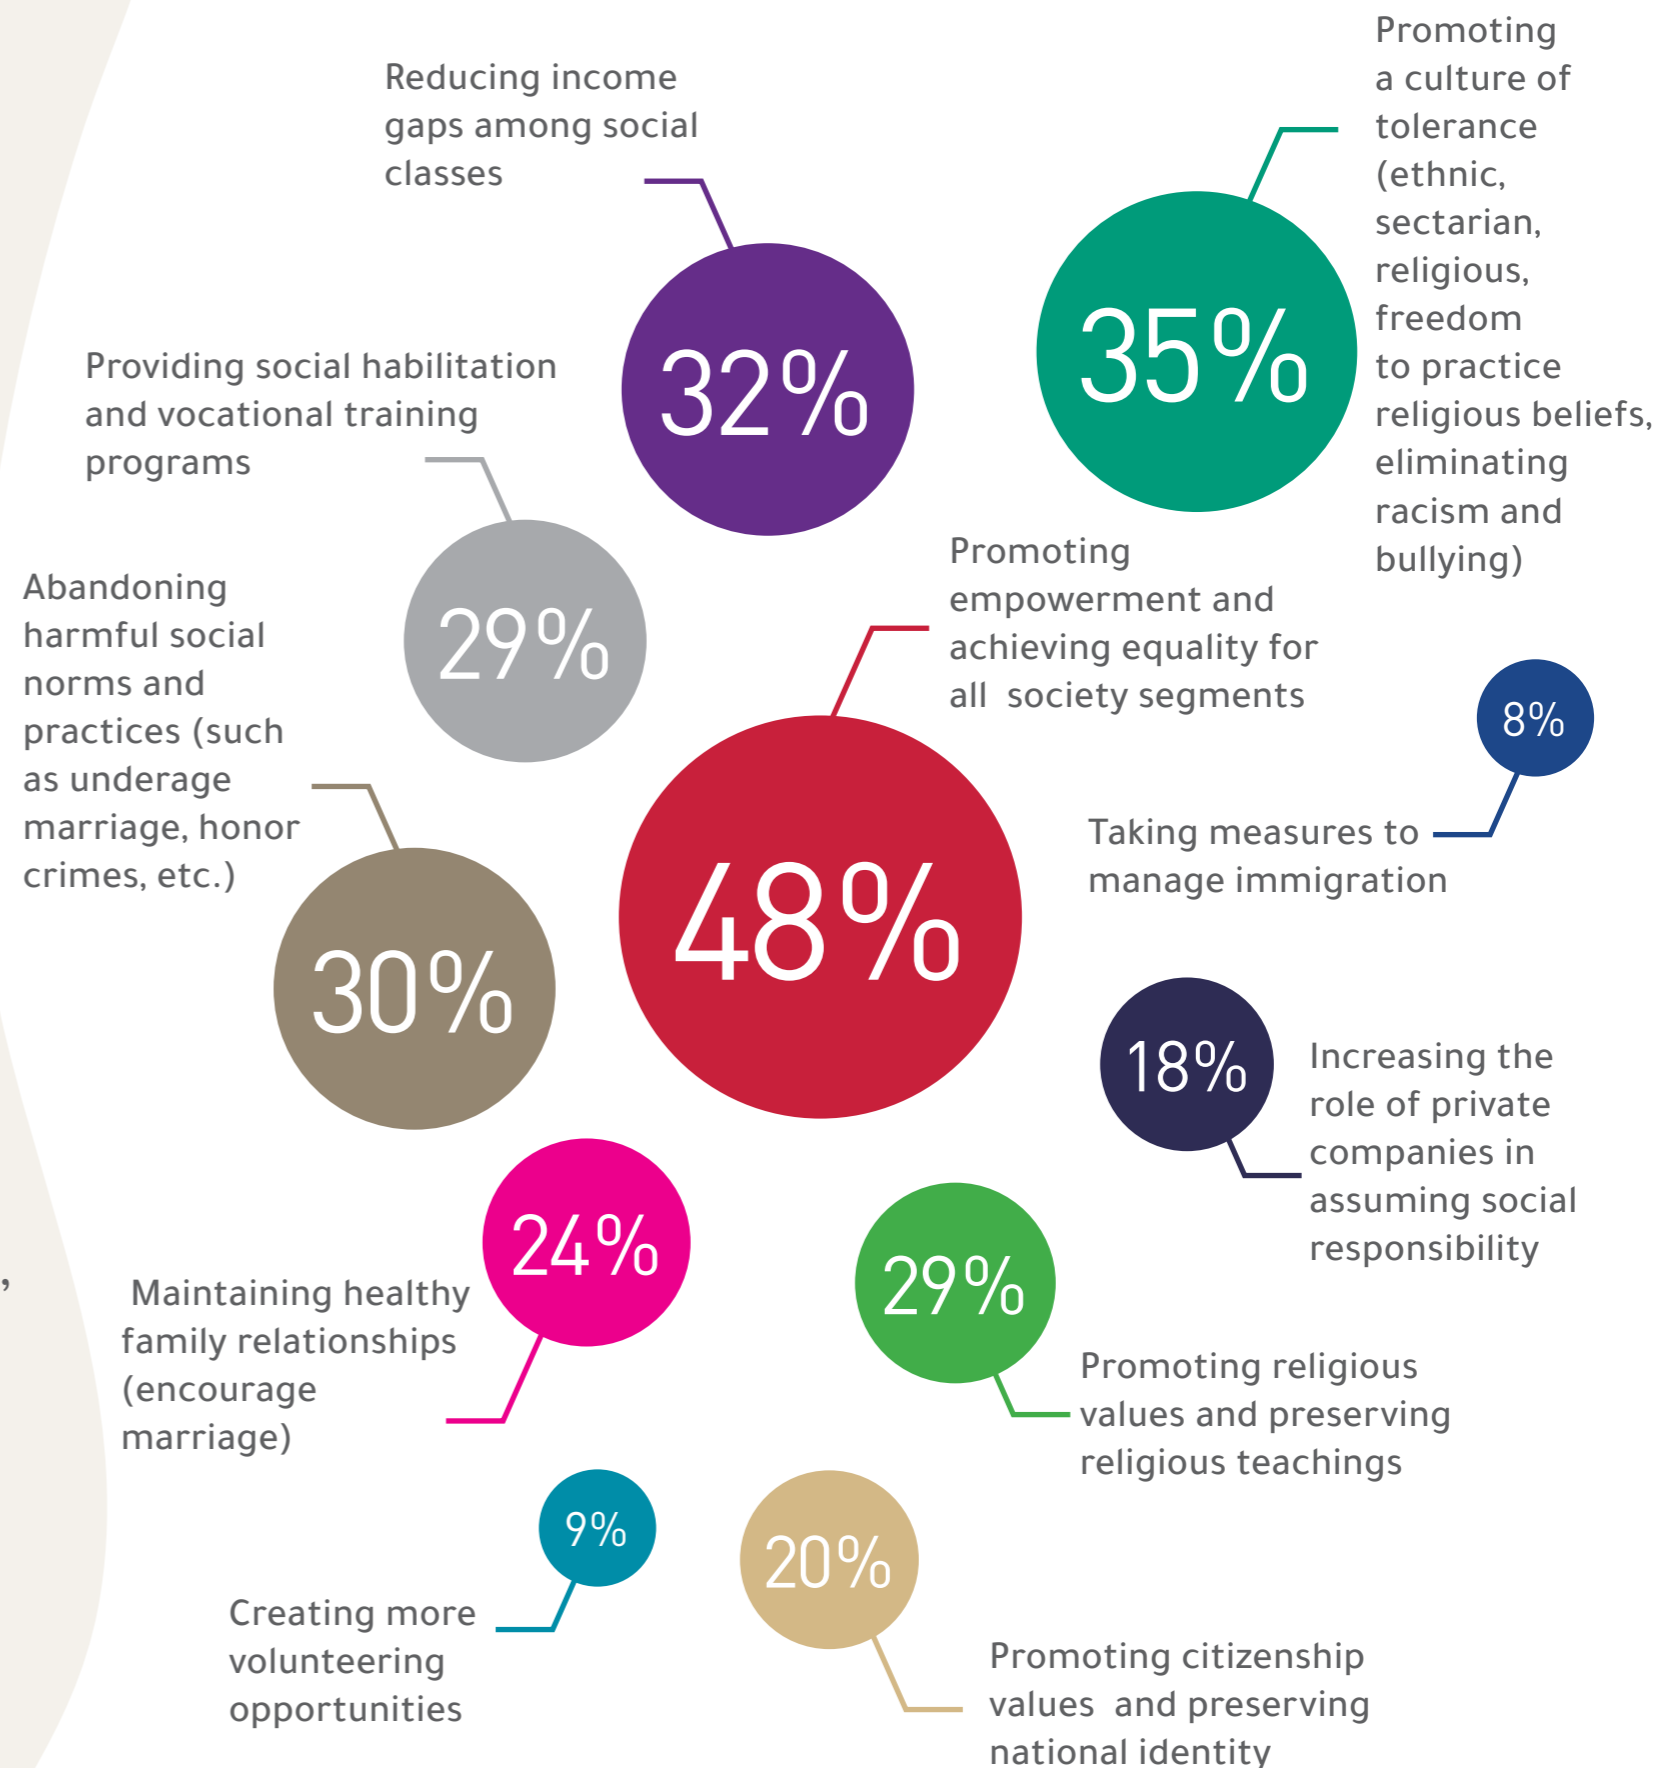 Reducing income
gaps among social
classes
32%
Promoting
a culture of
tolerance
(ethnic,
sectarian,
religious,
freedom
to practice
religious beliefs,
eliminating
racism and
bullying)
35%
Providing social habilitation
and vocational training
programs
29%
Promoting
empowerment and
achieving equality for
all society segments
48%
Abandoning
harmful social
norms and
practices (such
as underage
marriage, honor
crimes, etc.)
30%
8%
Taking measures to
manage immigration
18%
Increasing the
role of private
companies in
assuming social
responsibility
24%
Maintaining healthy
family relationships
(encourage
marriage)
29%
Promoting religious
values and preserving
religious teachings
9%
Creating more
volunteering
opportunities
20%
Promoting citizenship
values and preserving
national identity